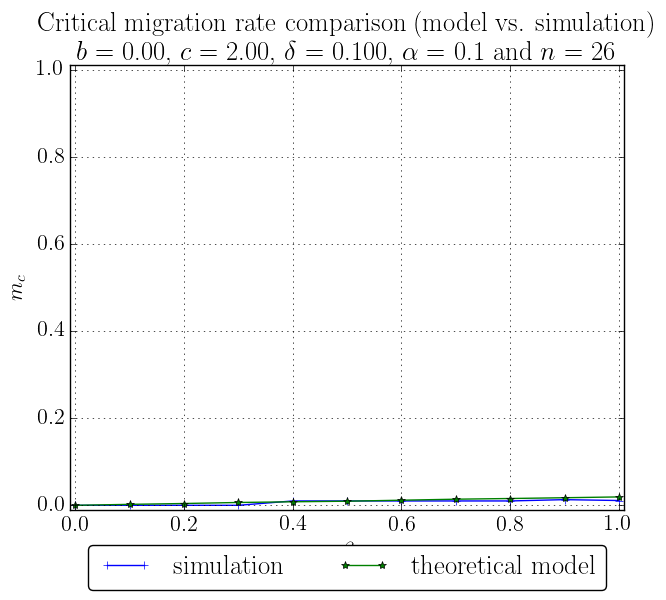 Critical migration rate comparison (model vs. simulation)
b = 0.00, c = 2.00, δ = 0.100, α = 0.1 and n = 26
1.0
0.8
0.6
0.4
0.2
0.0
m_c
0.0 0.2 0.4 0.6 0.8 1.0
simulation theoretical model